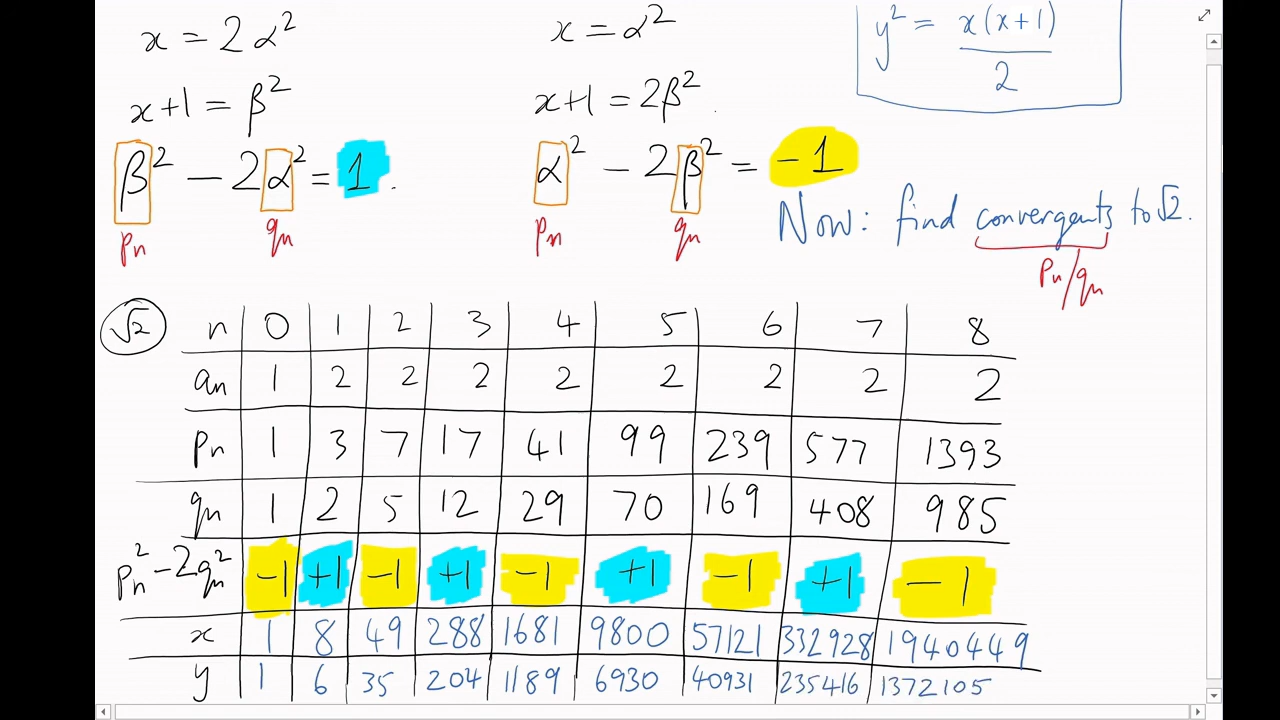 x = 2α² x = α² y² = x(x+1)/2
x+1 = β² x+1 = 2β²
β² − 2α² = 1. α² − 2β² = −1
pn qn pn qn Now: find convergents to √2.
pn/qn
√2 n 0 1 2 3 4 5 6 7 8
an 1 2 2 2 2 2 2 2 2
pn 1 3 7 17 41 99 239 577 1393
qn 1 2 5 12 29 70 169 408 985
pn² − 2qn² −1 +1 −1 +1 −1 +1 −1 +1 −1
x 1 8 49 288 1681 9800 57121 332928 1940449
y 1 6 35 204 1189 6930 40931 235416 1372105